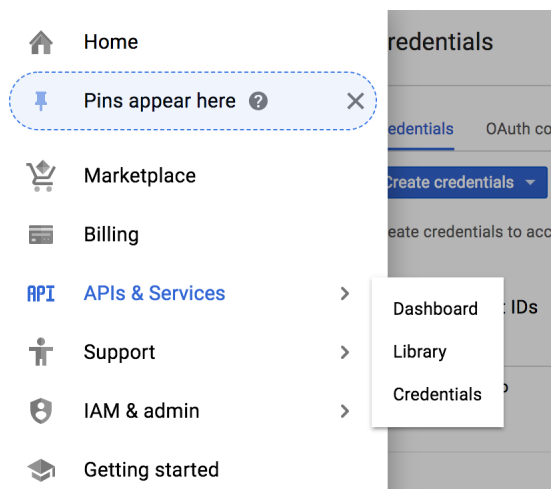 Home
Pins appear here ?
Marketplace
Billing
API APIs & Services
Support
IAM & admin
Getting started
Dashboard
Library
Credentials
redentials
edentials OAuth co
Create credentials
eate credentials to acc
IDs